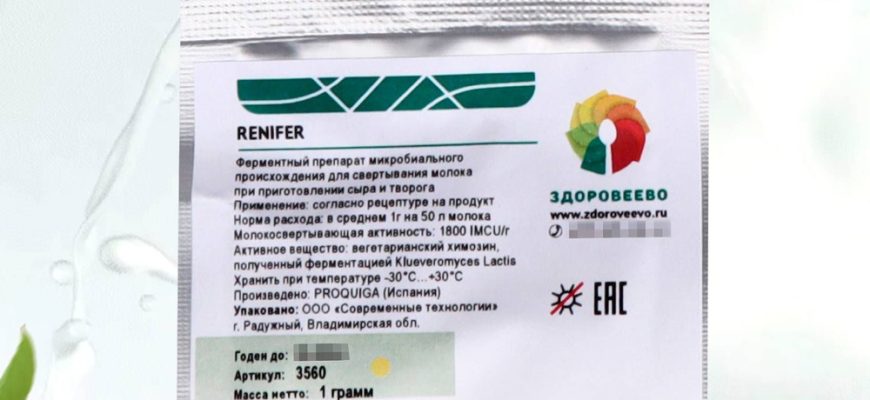 RENIFER
Ферментный препарат микробиального
происхождения для свертывания молока
при приготовлении сыра и творога
Применение: согласно рецептуре на продукт
Норма расхода: в среднем 1г на 50 л молока
Молокосвертывающая активность: 1800 IMCU/г
Активное вещество: вегетарианский химозин,
полученный ферментацией Klueveromyces Lactis
Хранить при температуре -30°С...+30°С
Произведено: PROQUIGA (Испания)
Упаковано: ООО «Современные технологии"
г. Радужный, Владимирская обл.
Годен до:
Артикул: 3560
Масса нетто: 1 грамм
ЗДОРОВЕЕВО
www.zdoroveevo.ru
EAC